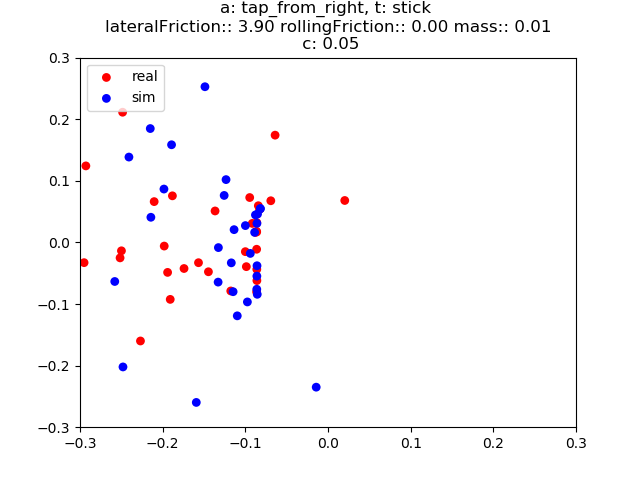 a: tap_from_right, t: stick
lateralFriction:: 3.90 rollingFriction:: 0.00 mass:: 0.01
c: 0.05
real
sim
0.3
0.2
0.1
0.0
−0.1
−0.2
−0.3
−0.3 −0.2 −0.1 0.0 0.1 0.2 0.3